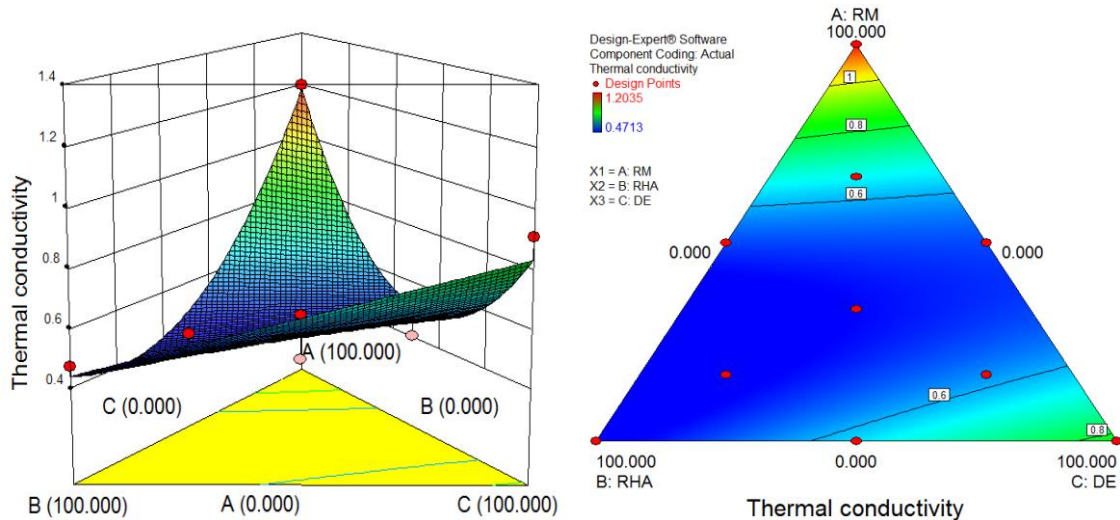 1.4
1.2
1
0.8
0.6
0.4
Thermal conductivity
A (100.000)
C (0.000)
B (0.000)
B (100.000)
A (0.000)
C (100.000)
Design-Expert® Software
Component Coding: Actual
Thermal conductivity
Design Points
1.2035
0.4713
X1 = A: RM
X2 = B: RHA
X3 = C: DE
A: RM
100.000
1
0.8
0.6
0.000
0.000
0.6
0.8
100.000
0.000
100.000
B: RHA
C: DE
Thermal conductivity